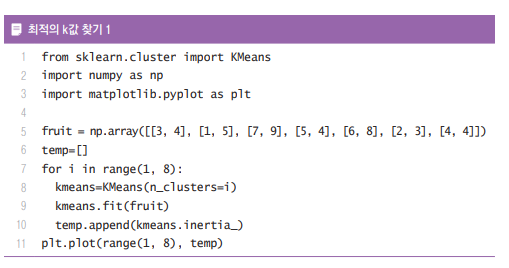 최적의 k값 찾기 1
1 from sklearn.cluster import KMeans
2 import numpy as np
3 import matplotlib.pyplot as plt
4
5 fruit = np.array([[3, 4], [1, 5], [7, 9], [5, 4], [6, 8], [2, 3], [4, 4]])
6 temp=[]
7 for i in range(1, 8):
8   kmeans=KMeans(n_clusters=i)
9   kmeans.fit(fruit)
10   temp.append(kmeans.inertia_)
11 plt.plot(range(1, 8), temp)